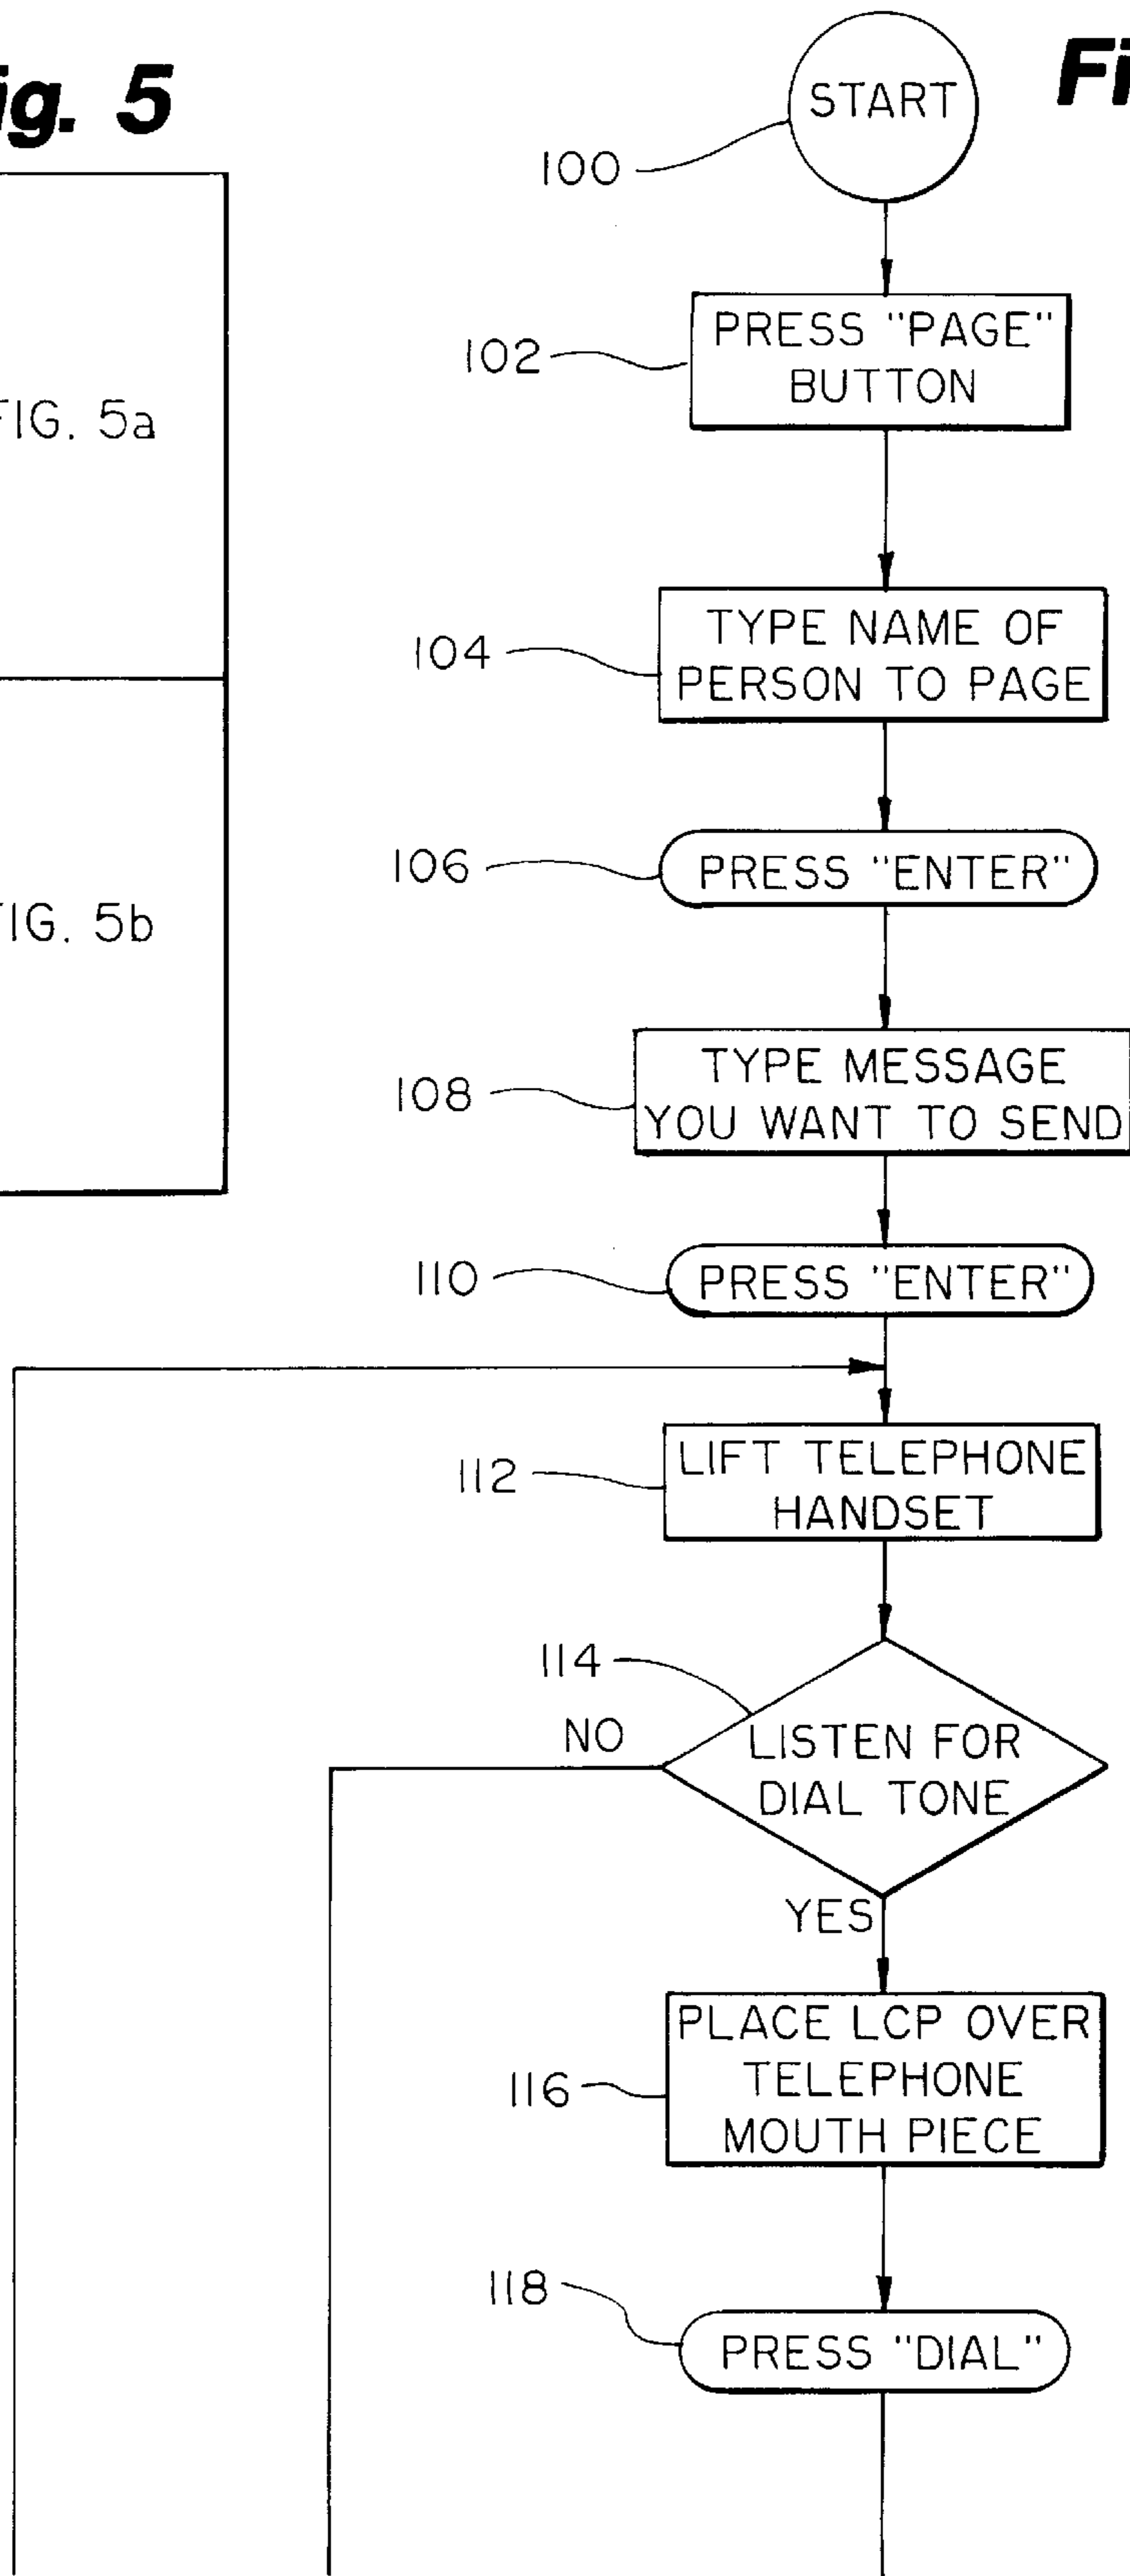 ig. 5
Fi
START
100
PRESS "PAGE"
BUTTON
102
FIG. 5a
TYPE NAME OF
PERSON TO PAGE
104
PRESS "ENTER"
106
FIG. 5b
TYPE MESSAGE
YOU WANT TO SEND
108
PRESS "ENTER"
110
LIFT TELEPHONE
HANDSET
112
114
NO
LISTEN FOR
DIAL TONE
YES
PLACE LCP OVER
TELEPHONE
MOUTH PIECE
116
118
PRESS "DIAL"